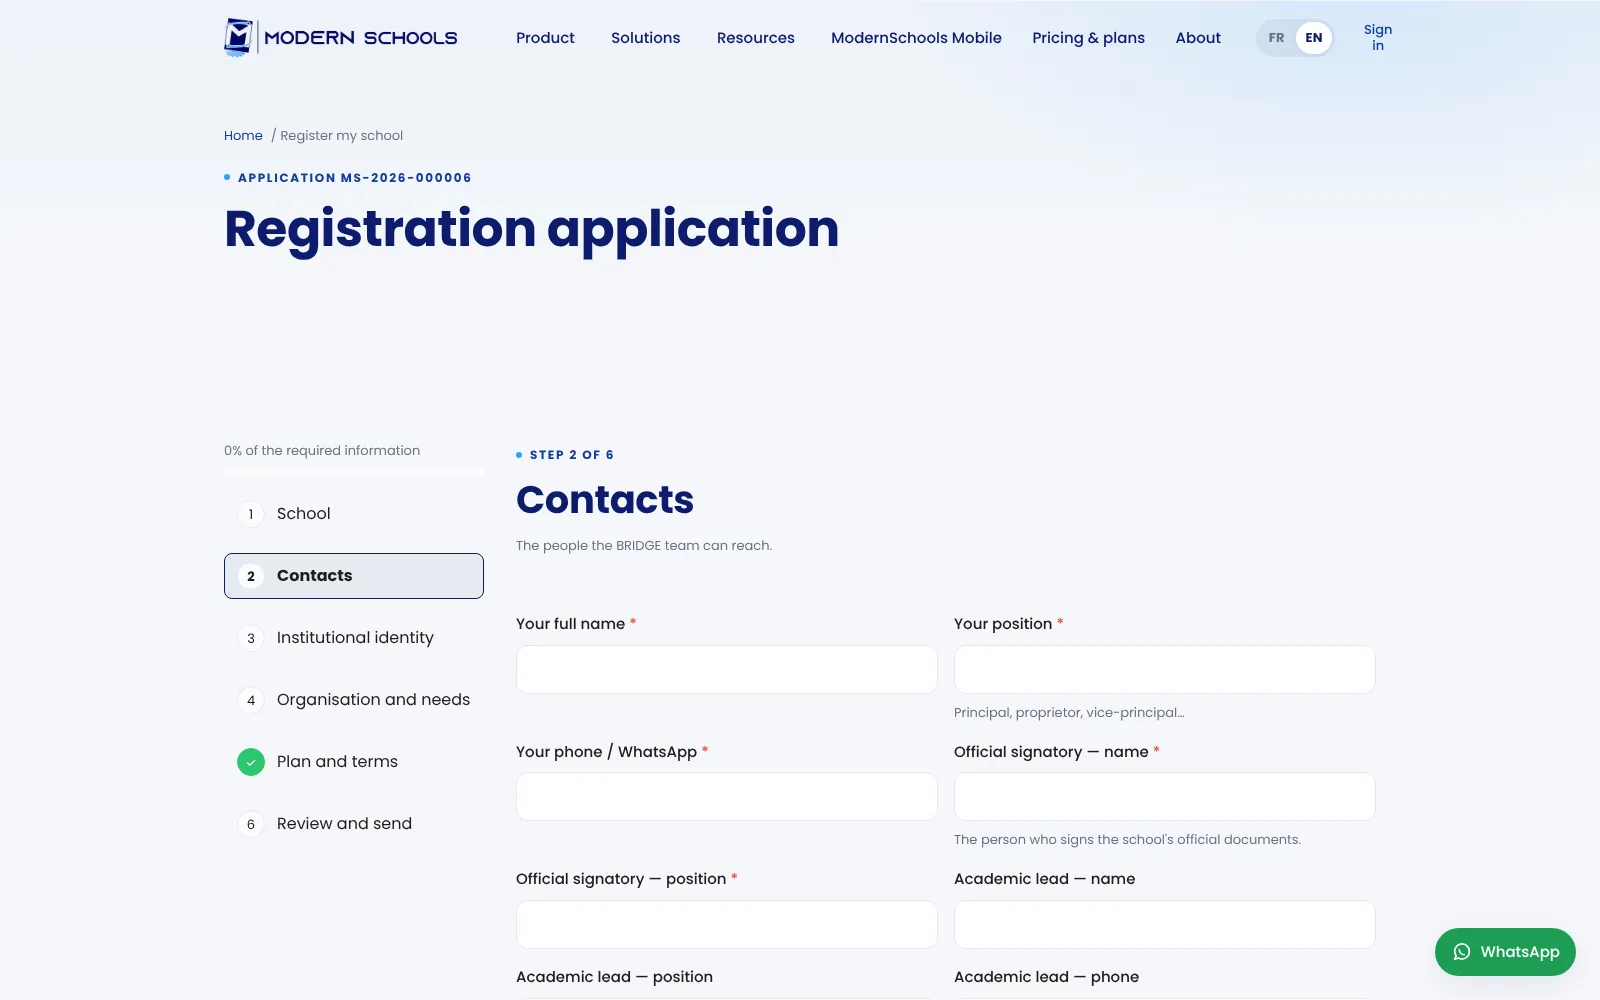 MODERN SCHOOLS
Product
Solutions
Resources
ModernSchools Mobile
Pricing & plans
About
FR
EN
Sign
in
Home / Register my school
APPLICATION MS-2026-000006
Registration application
0% of the required information
1 School
2 Contacts
3 Institutional identity
4 Organisation and needs
Plan and terms
6 Review and send
STEP 2 OF 6
Contacts
The people the BRIDGE team can reach.
Your full name *
Your position *
Principal, proprietor, vice-principal...
Your phone / WhatsApp *
Official signatory — name *
The person who signs the school's official documents.
Official signatory — position *
Academic lead — name
Academic lead — position
Academic lead — phone
WhatsApp